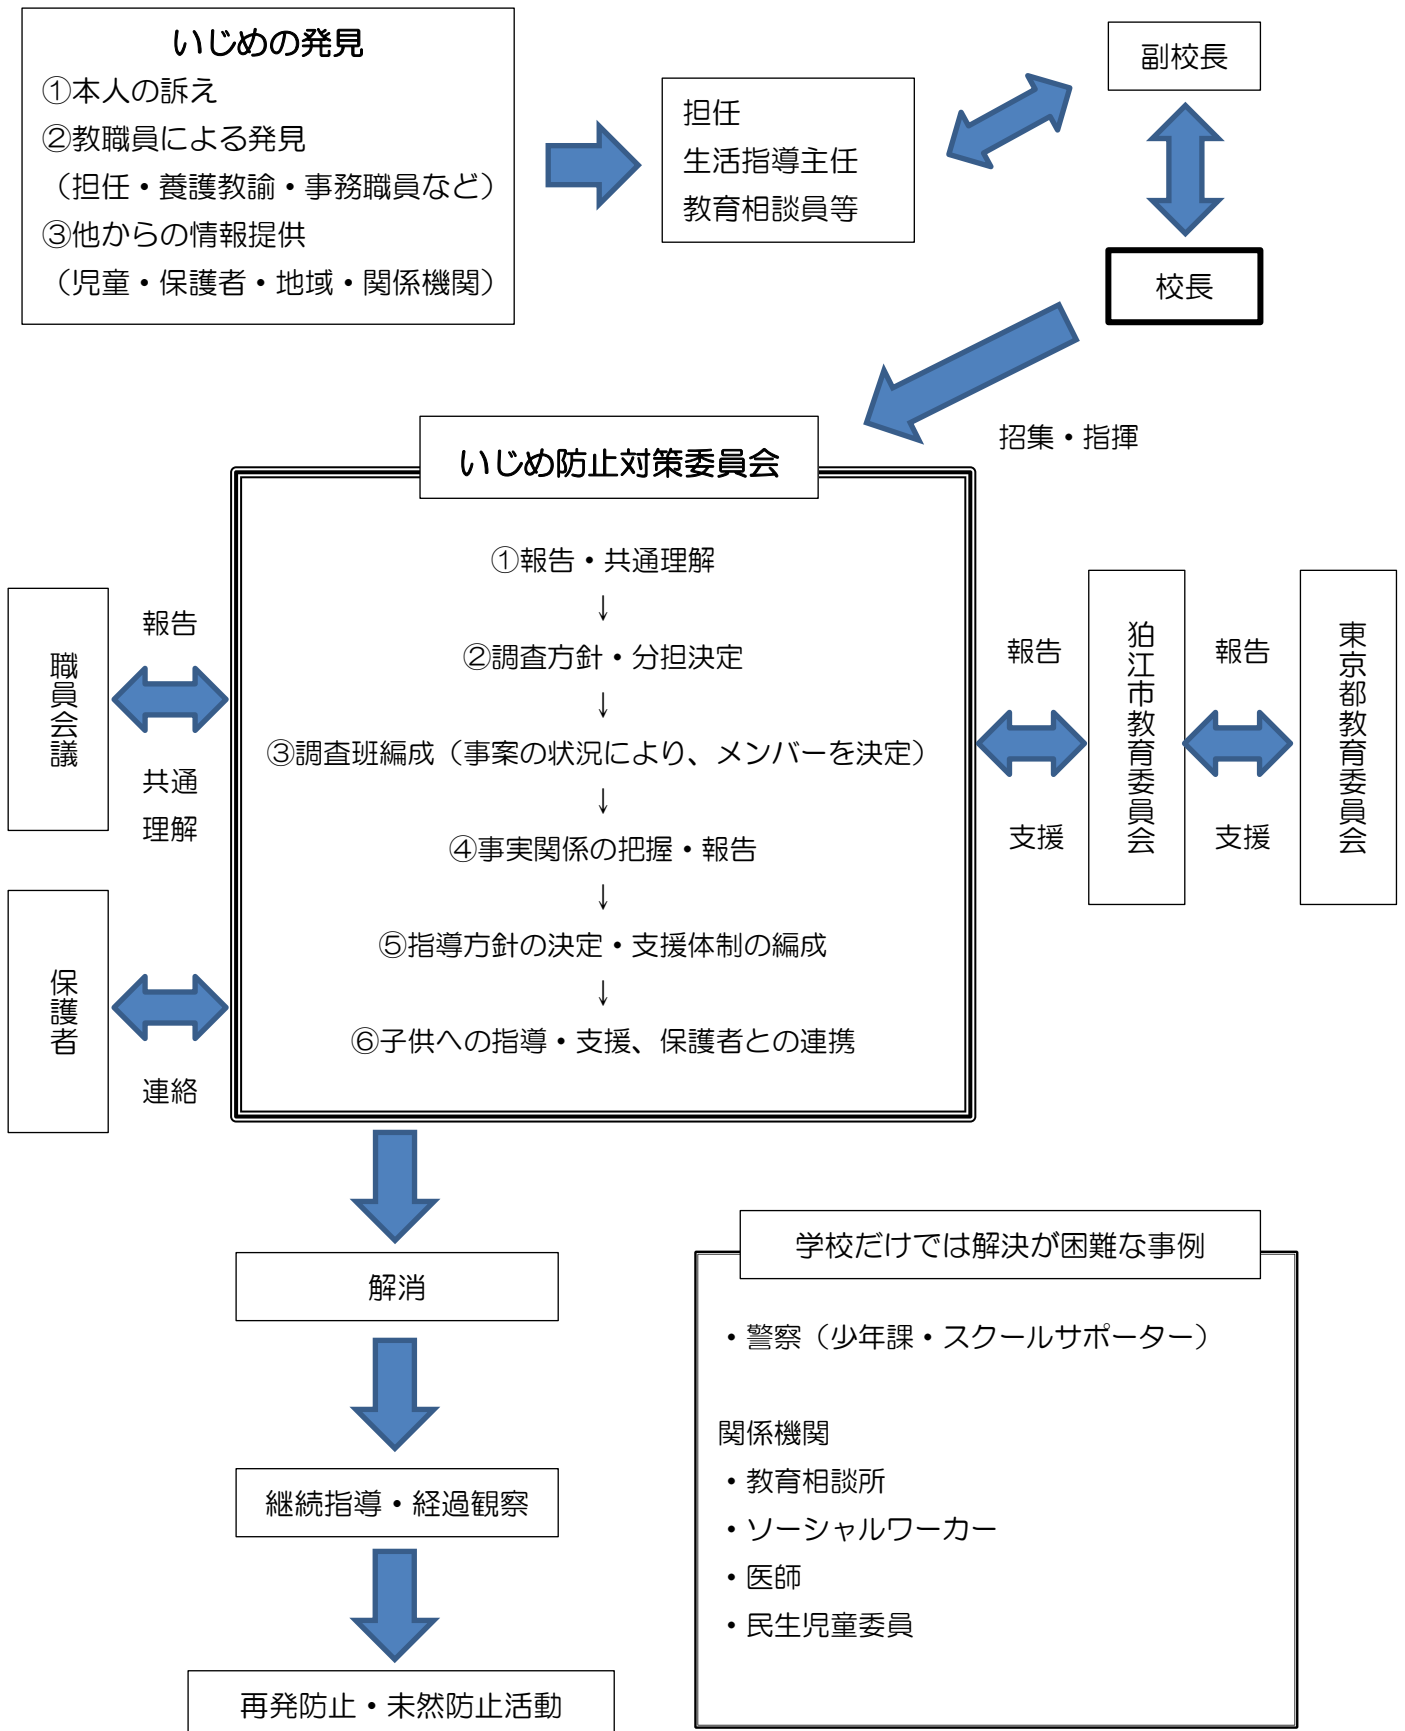 いじめの発見
①本人の訴え
②教職員による発見
（担任・養護教諭・事務職員など）
③他からの情報提供
（児童・保護者・地域・関係機関）
担任
生活指導主任
教育相談員等
副校長
校長
招集・指揮
いじめ防止対策委員会
①報告・共通理解
↓
②調査方針・分担決定
↓
③調査班編成（事案の状況により、メンバーを決定）
↓
④事実関係の把握・報告
↓
⑤指導方針の決定・支援体制の編成
↓
⑥子供への指導・支援、保護者との連携
職員会議
報告
共通
理解
保護者
連絡
報告
支援
狛江市教育委員会
報告
支援
東京都教育委員会
解消
継続指導・経過観察
再発防止・未然防止活動
学校だけでは解決が困難な事例
・警察（少年課・スクールサポーター）
関係機関
・教育相談所
・ソーシャルワーカー
・医師
・民生児童委員